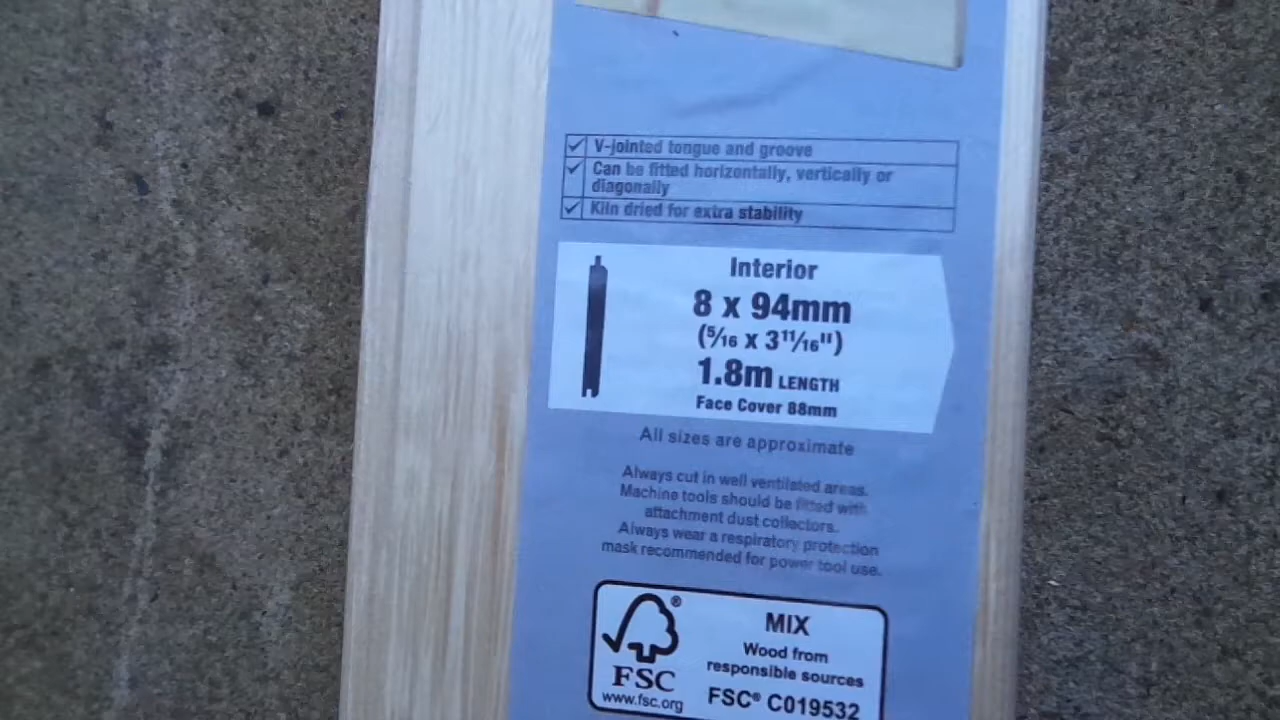 V-jointed tongue and groove
Can be fitted horizontally, vertically or
diagonally
Kiln dried for extra stability
Interior
8 x 94mm
(5/16 x 3 11/16")
1.8m LENGTH
Face Cover 88mm
All sizes are approximate
Always cut in well ventilated areas.
Machine tools should be fitted with
attachment dust collectors.
Always wear a respiratory protection
mask recommended for power tool use.
FSC®
www.fsc.org
MIX
Wood from
responsible sources
FSC® C019532